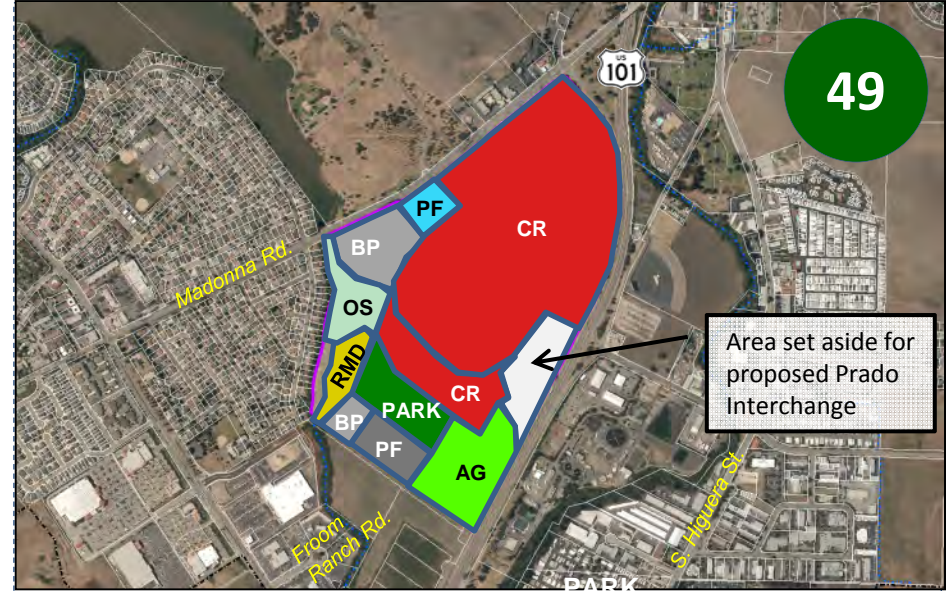 US
101
49
PF
CR
BP
Madonna Rd.
OS
Area set aside for
proposed Prado
Interchange
RMD
CR
PARK
BP
PF
AG
S. Higuera St.
Froom
Ranch Rd.
PARK